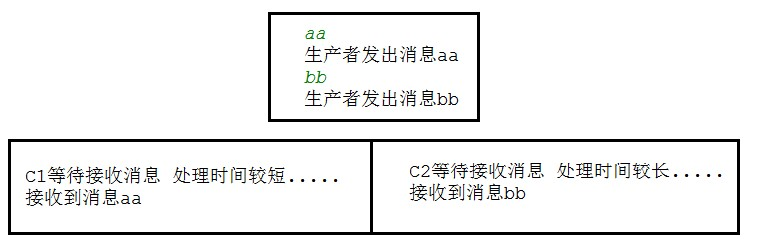 aa
生产者发出消息aa
bb
生产者发出消息bb
C1等待接收消息 处理时间较短.....
接收到消息aa
C2等待接收消息 处理时间较长.....
接收到消息bb